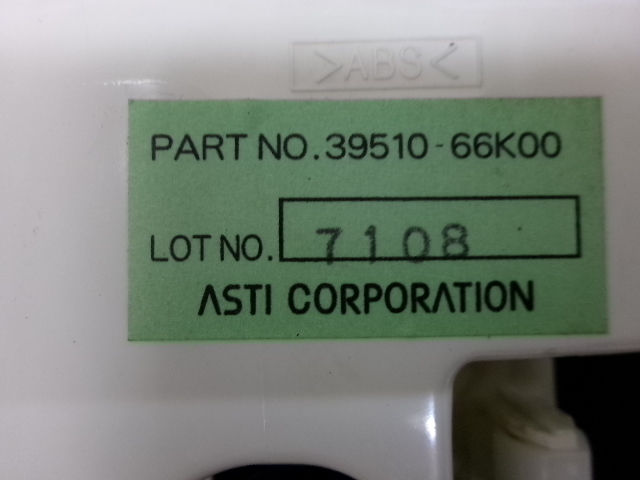 >ABS<
PART NO. 39510-66K00
LOT NO. 7108
ASTI CORPORATION